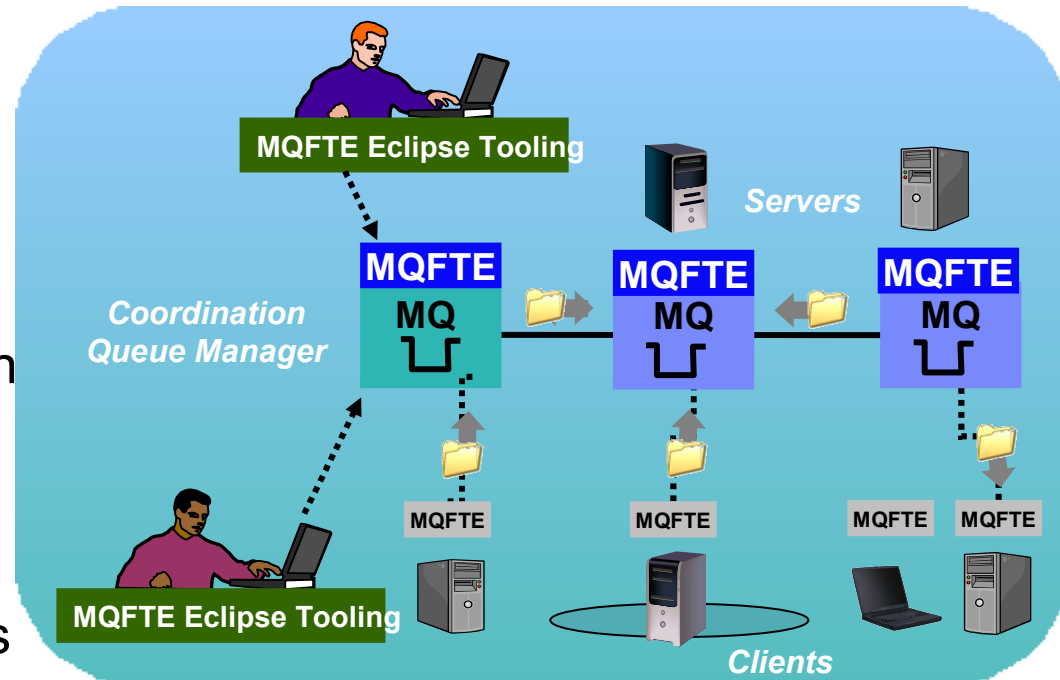 MQFTE Eclipse Tooling
Servers
MQFTE
MQFTE
MQFTE
MQ
MQ
MQ
Coordination
Queue Manager
n
MQFTE
MQFTE
MQFTE
MQFTE
MQFTE Eclipse Tooling
s
Clients